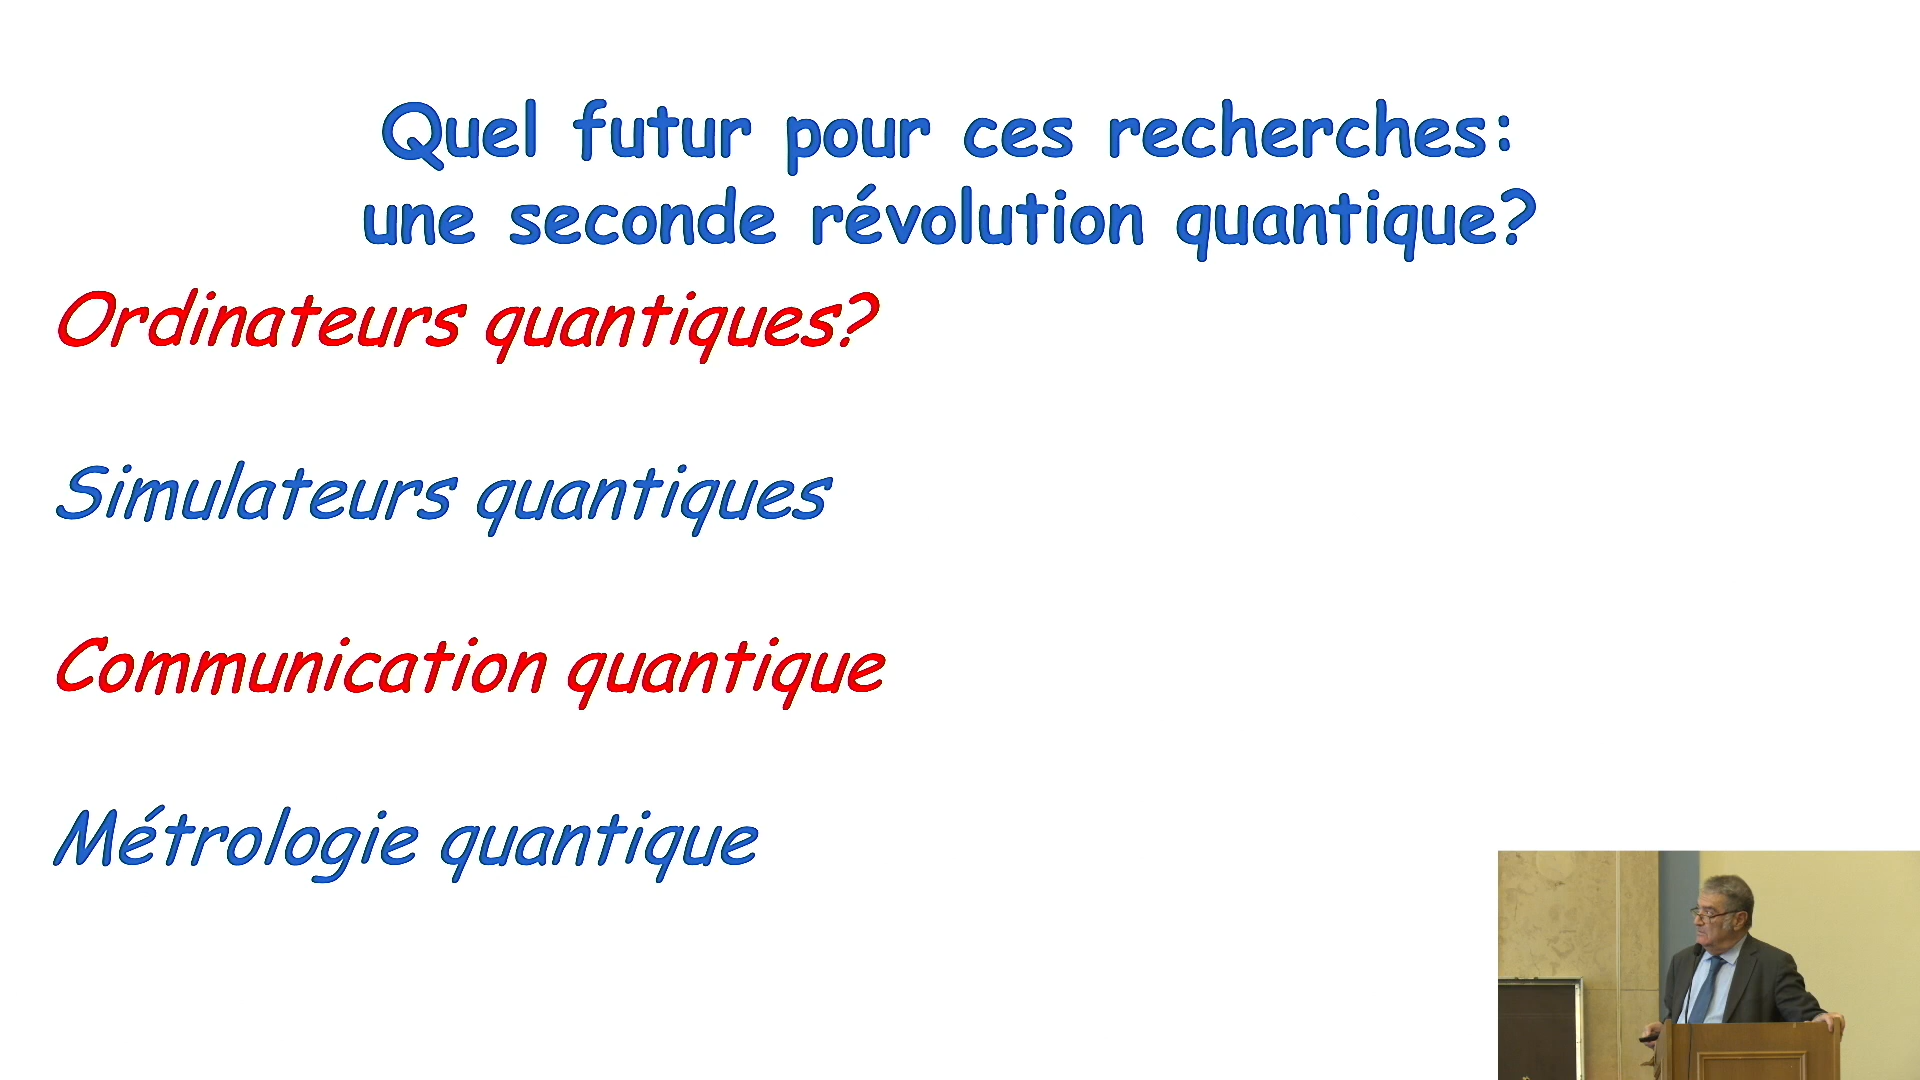 Quel futur pour ces recherches:
une seconde révolution quantique?
Ordinateurs quantiques?
Simulateurs quantiques
Communication quantique
Métrologie quantique